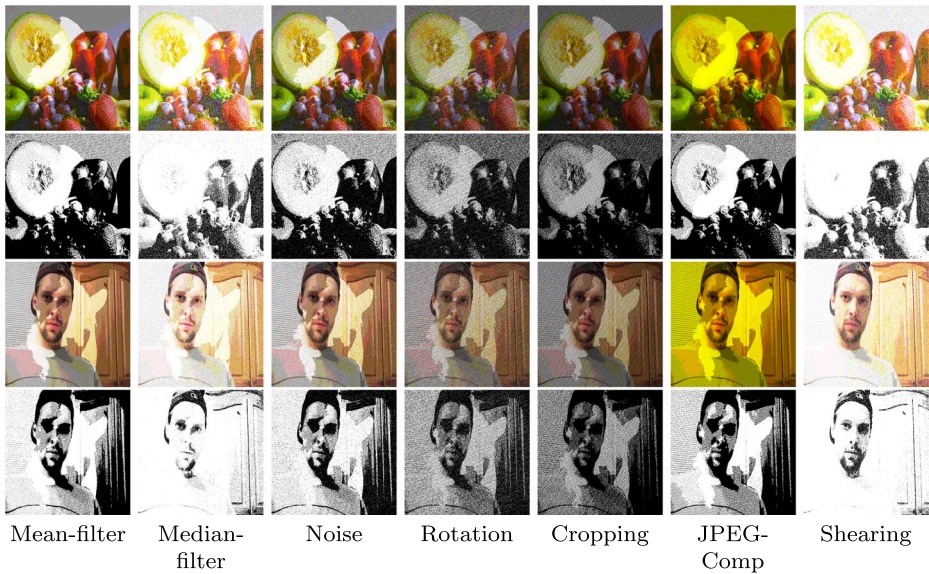 Mean-filter
Median-
filter
Noise
Rotation
Cropping
JPEG-
Comp
Shearing